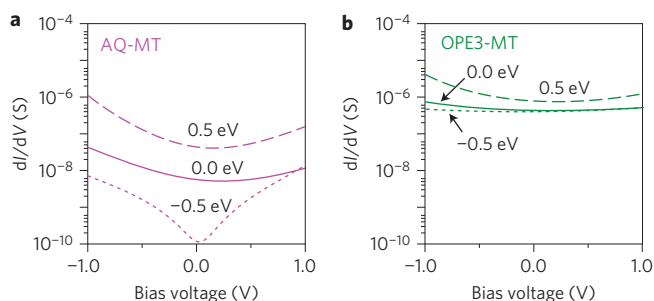 a
AQ-MT
10⁻⁴
10⁻⁶
10⁻⁸
10⁻¹⁰
dI/dV (S)
0.5 eV
0.0 eV
−0.5 eV
−1.0
0.0
1.0
Bias voltage (V)
b
OPE3-MT
10⁻⁴
10⁻⁶
10⁻⁸
10⁻¹⁰
dI/dV (S)
0.0 eV
0.5 eV
−0.5 eV
−1.0
0.0
1.0
Bias voltage (V)